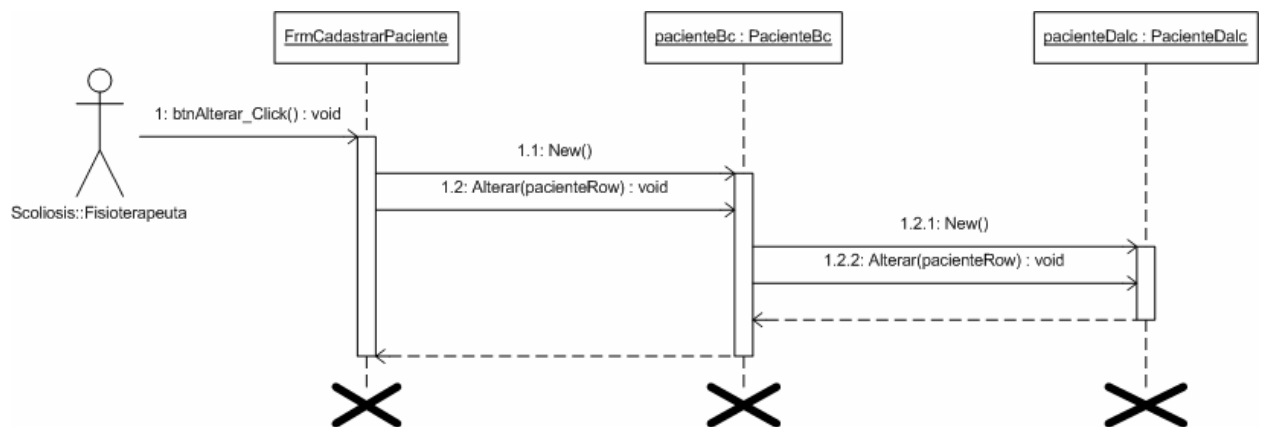 FrmCadastrarPaciente
pacienteBc : PacienteBc
pacienteDalc : PacienteDalc
1: btnAlterar_Click() : void
1.1: New()
1.2: Alterar(pacienteRow) : void
Scoliosis::Fisioterapeuta
1.2.1: New()
1.2.2: Alterar(pacienteRow) : void